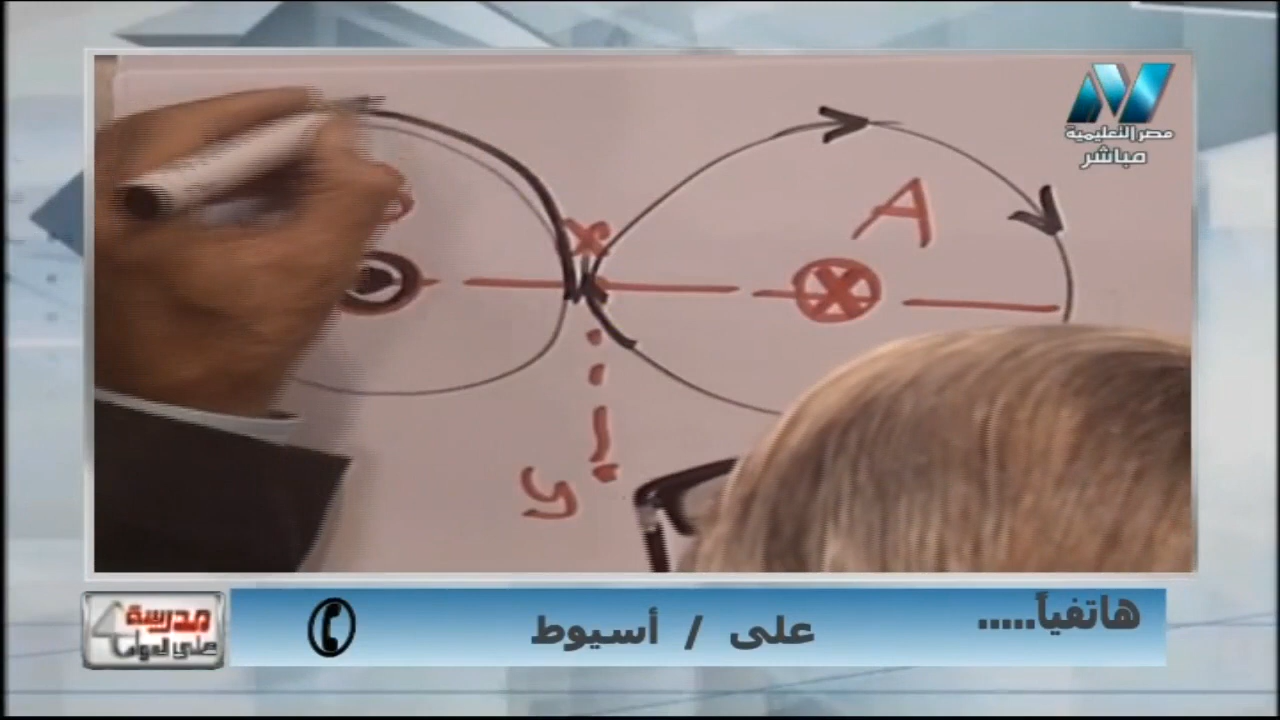 مصر التعليمية
مباشر
A
x
y
هاتفياً.....
على / أسيوط
مدرسة
على الهواء